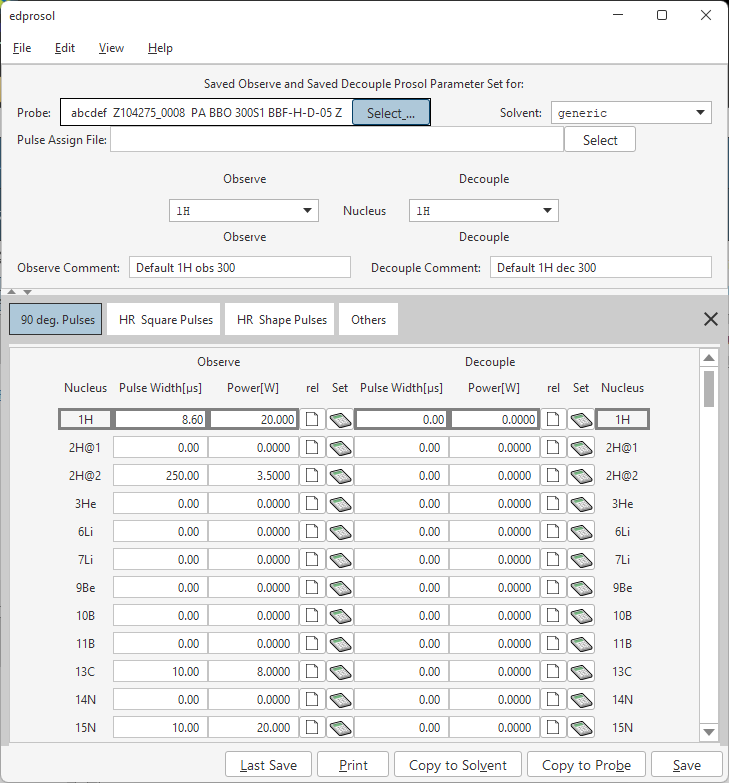 edprosol
File Edit View Help
Saved Observe and Saved Decouple Prosol Parameter Set for:
Probe: abcdef Z104275_0008 PA BBO 300S1 BBF-H-D-05 Z Select ... Solvent: generic
Pulse Assign File: Select
Observe Decouple
1H Nucleus 1H
Observe Decouple
Observe Comment: Default 1H obs 300 Decouple Comment: Default 1H dec 300
90 deg. Pulses HR Square Pulses HR Shape Pulses Others
Observe Decouple
Nucleus Pulse Width[µs] Power[W] rel Set Pulse Width[µs] Power[W] rel Set Nucleus
1H 8.60 20.000 0.00 0.0000 1H
2H@1 0.00 0.0000 0.00 0.0000 2H@1
2H@2 250.00 3.5000 0.00 0.0000 2H@2
3He 0.00 0.0000 0.00 0.0000 3He
6Li 0.00 0.0000 0.00 0.0000 6Li
7Li 0.00 0.0000 0.00 0.0000 7Li
9Be 0.00 0.0000 0.00 0.0000 9Be
10B 0.00 0.0000 0.00 0.0000 10B
11B 0.00 0.0000 0.00 0.0000 11B
13C 10.00 8.0000 0.00 0.0000 13C
14N 0.00 0.0000 0.00 0.0000 14N
15N 10.00 20.000 0.00 0.0000 15N
Last Save Print Copy to Solvent Copy to Probe Save